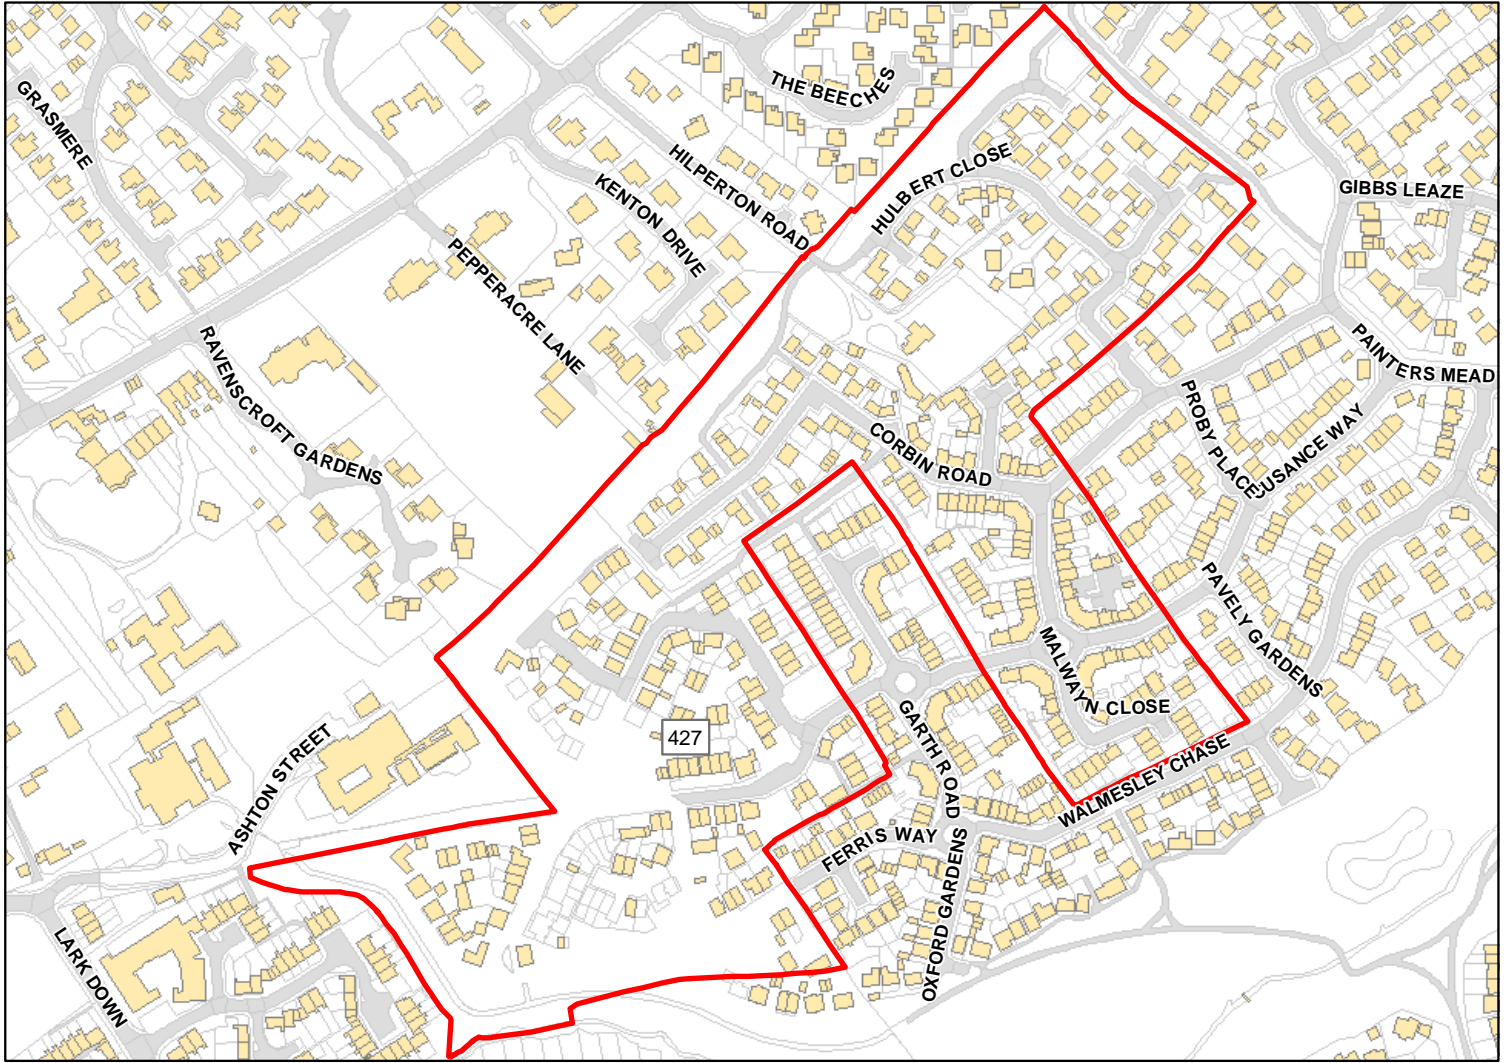 THE BEECHES
GRASMERE
HILPERTON ROAD
HULBERT CLOSE
KENTON DRIVE
GIBBS LEAZE
PEPPERACRE LANE
RAVENSCROFT GARDENS
PAINTERS MEAD
PROBY PLACE
USANCE WAY
CORBIN ROAD
PAVELY GARDENS
MALWAYN CLOSE
427
GARTH ROAD
ASHTON STREET
WALMESLEY CHASE
FERRIS WAY
OXFORD GARDENS
LARK DOWN